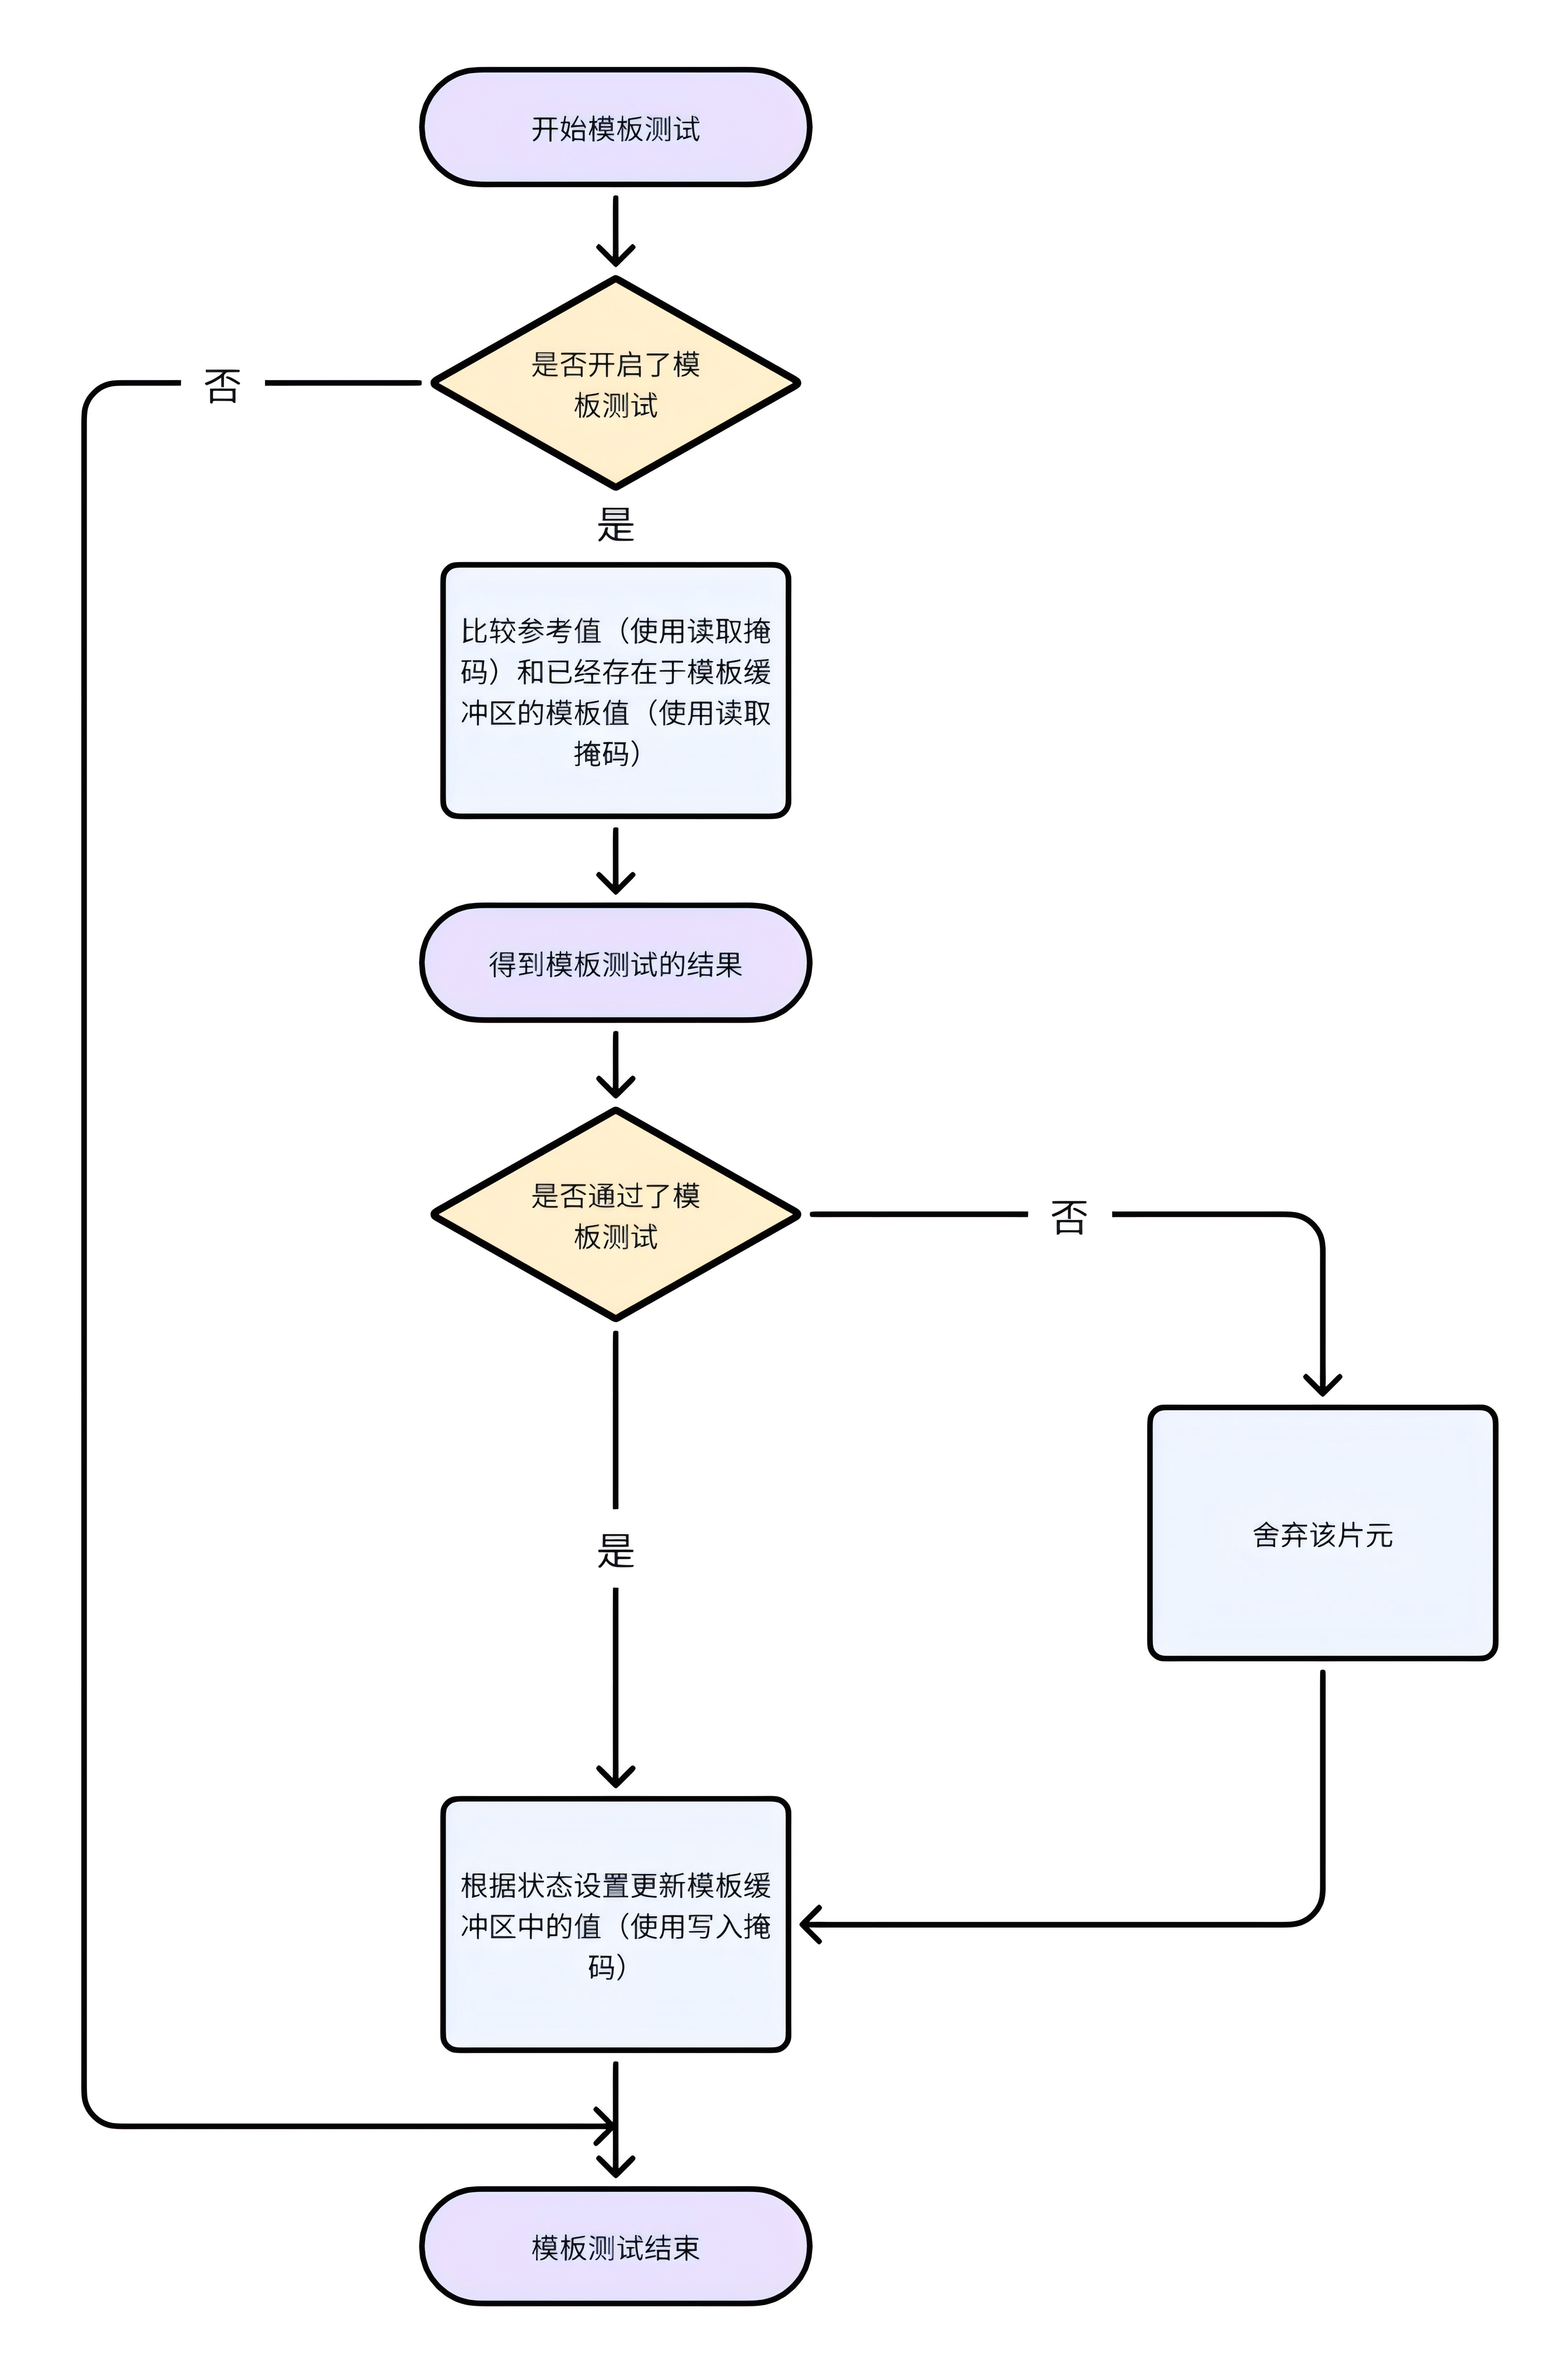 开始模板测试
是否开启了模
板测试
否
是
比较参考值（使用读取掩
码）和已经存在于模板缓
冲区的模板值（使用读取
掩码）
得到模板测试的结果
是否通过了模
板测试
否
是
舍弃该片元
根据状态设置更新模板缓
冲区中的值（使用写入掩
码）
模板测试结束